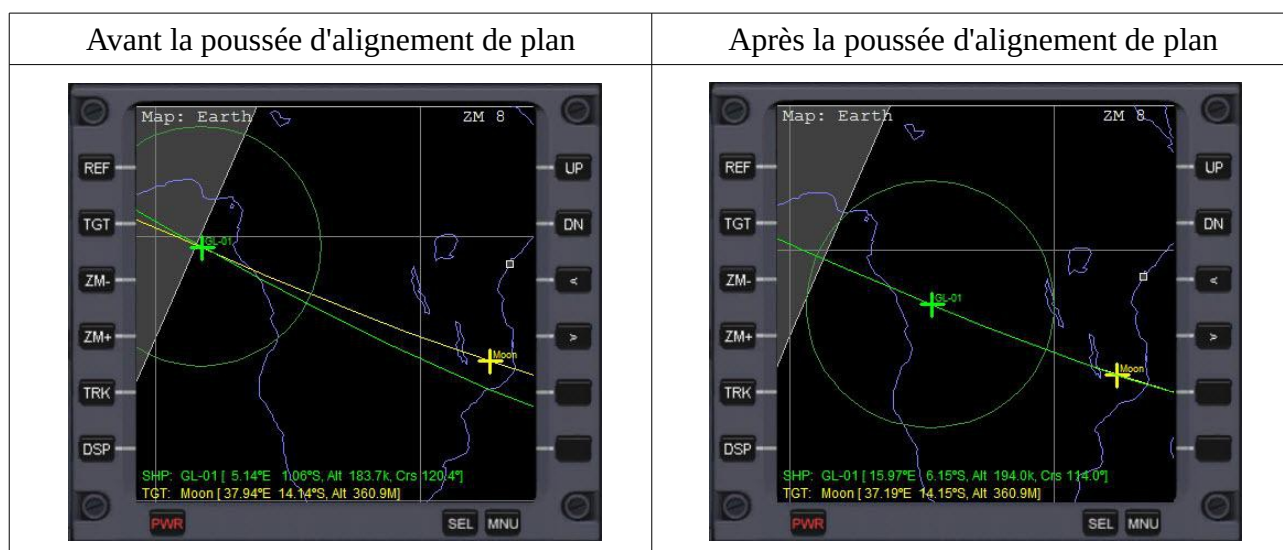 Avant la poussée d'alignement de plan
Map: Earth ZM 8
REF UP
TGT DN
ZM- <
ZM+ >
TRK
DSP
GL-01
Moon
SHP: GL-01 [ 5.14ºE 1.06ºS, Alt 183.7k, Crs 120.4º]
TGT: Moon [ 37.94ºE 14.14ºS, Alt 360.9M]
PWR SEL MNU
Après la poussée d'alignement de plan
Map: Earth ZM 8
REF UP
TGT DN
ZM- <
ZM+ >
TRK
DSP
GL-01
Moon
SHP: GL-01 [ 15.97ºE 6.15ºS, Alt 194.0k, Crs 114.0º]
TGT: Moon [ 37.19ºE 14.15ºS, Alt 360.9M]
PWR SEL MNU